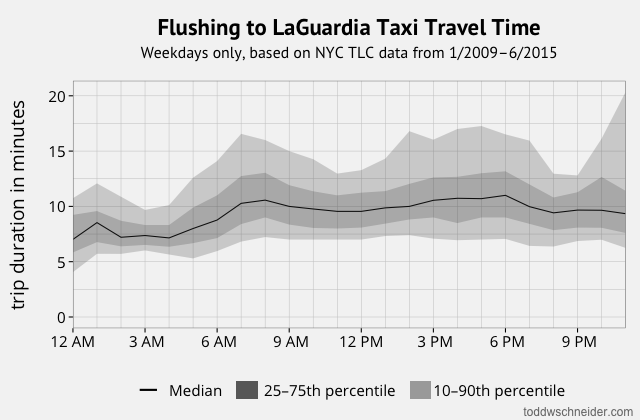 Flushing to LaGuardia Taxi Travel Time
Weekdays only, based on NYC TLC data from 1/2009–6/2015
trip duration in minutes
20
15
10
5
0
12 AM 3 AM 6 AM 9 AM 12 PM 3 PM 6 PM 9 PM
Median 25–75th percentile 10–90th percentile
toddwschneider.com